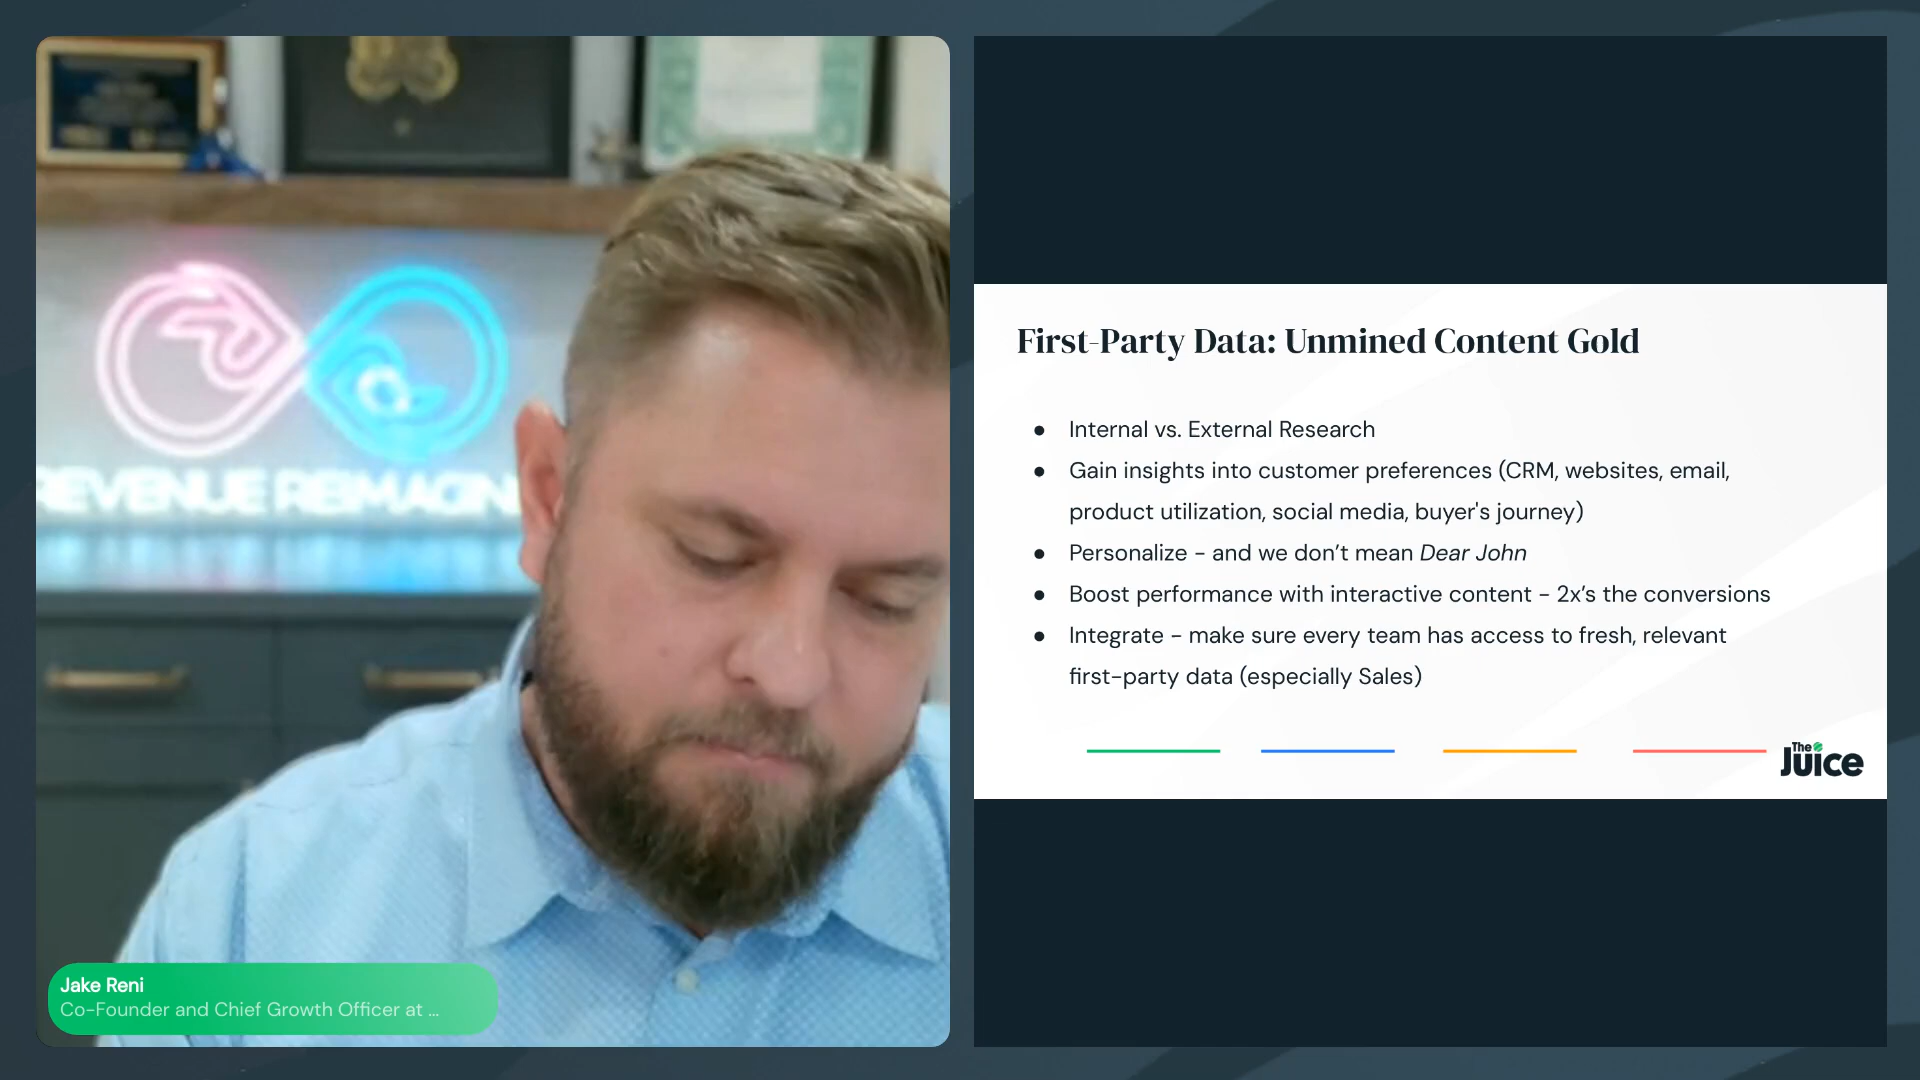 REVENUE REIMAGIN
Jake Reni
Co-Founder and Chief Growth Officer at ...
First-Party Data: Unmined Content Gold
● Internal vs. External Research
● Gain insights into customer preferences (CRM, websites, email,
product utilization, social media, buyer's journey)
● Personalize - and we don’t mean Dear John
● Boost performance with interactive content - 2x’s the conversions
● Integrate - make sure every team has access to fresh, relevant
first-party data (especially Sales)
The Juice